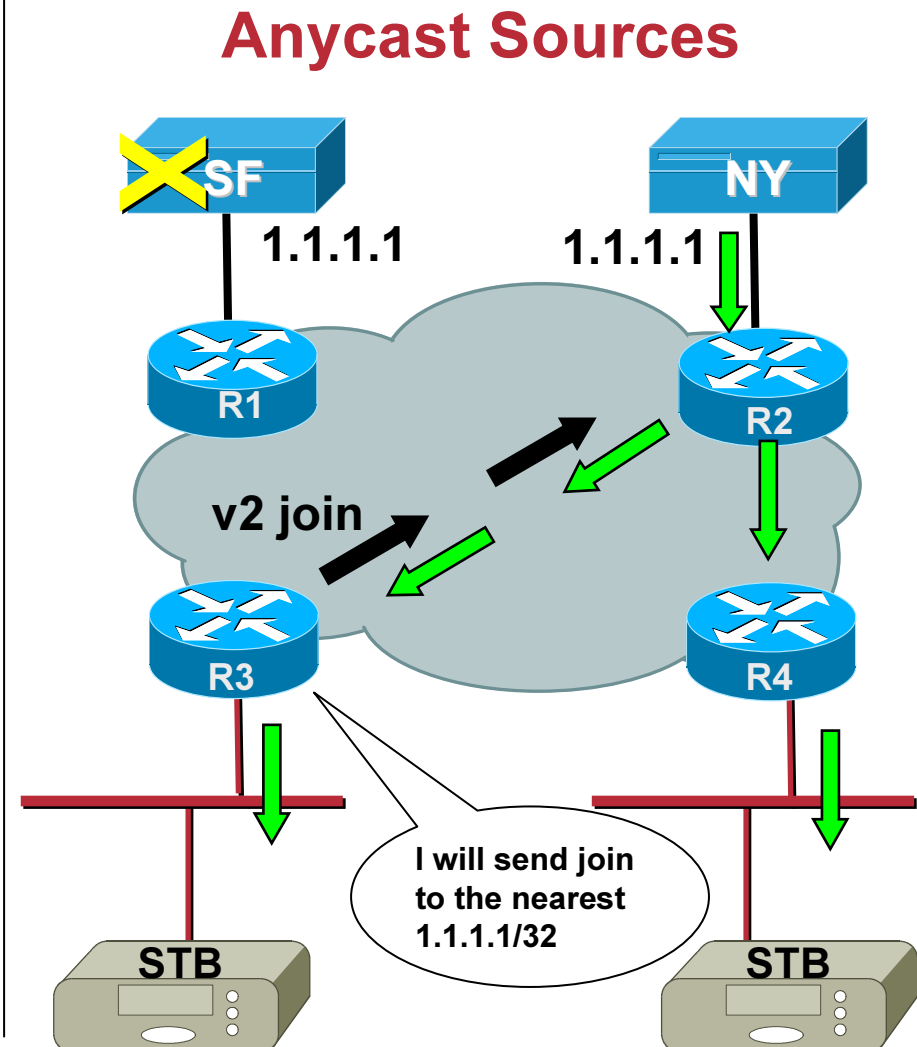 Anycast Sources
SF
NY
1.1.1.1
1.1.1.1
R1
R2
v2 join
R3
R4
I will send join
to the nearest
1.1.1.1/32
STB
STB